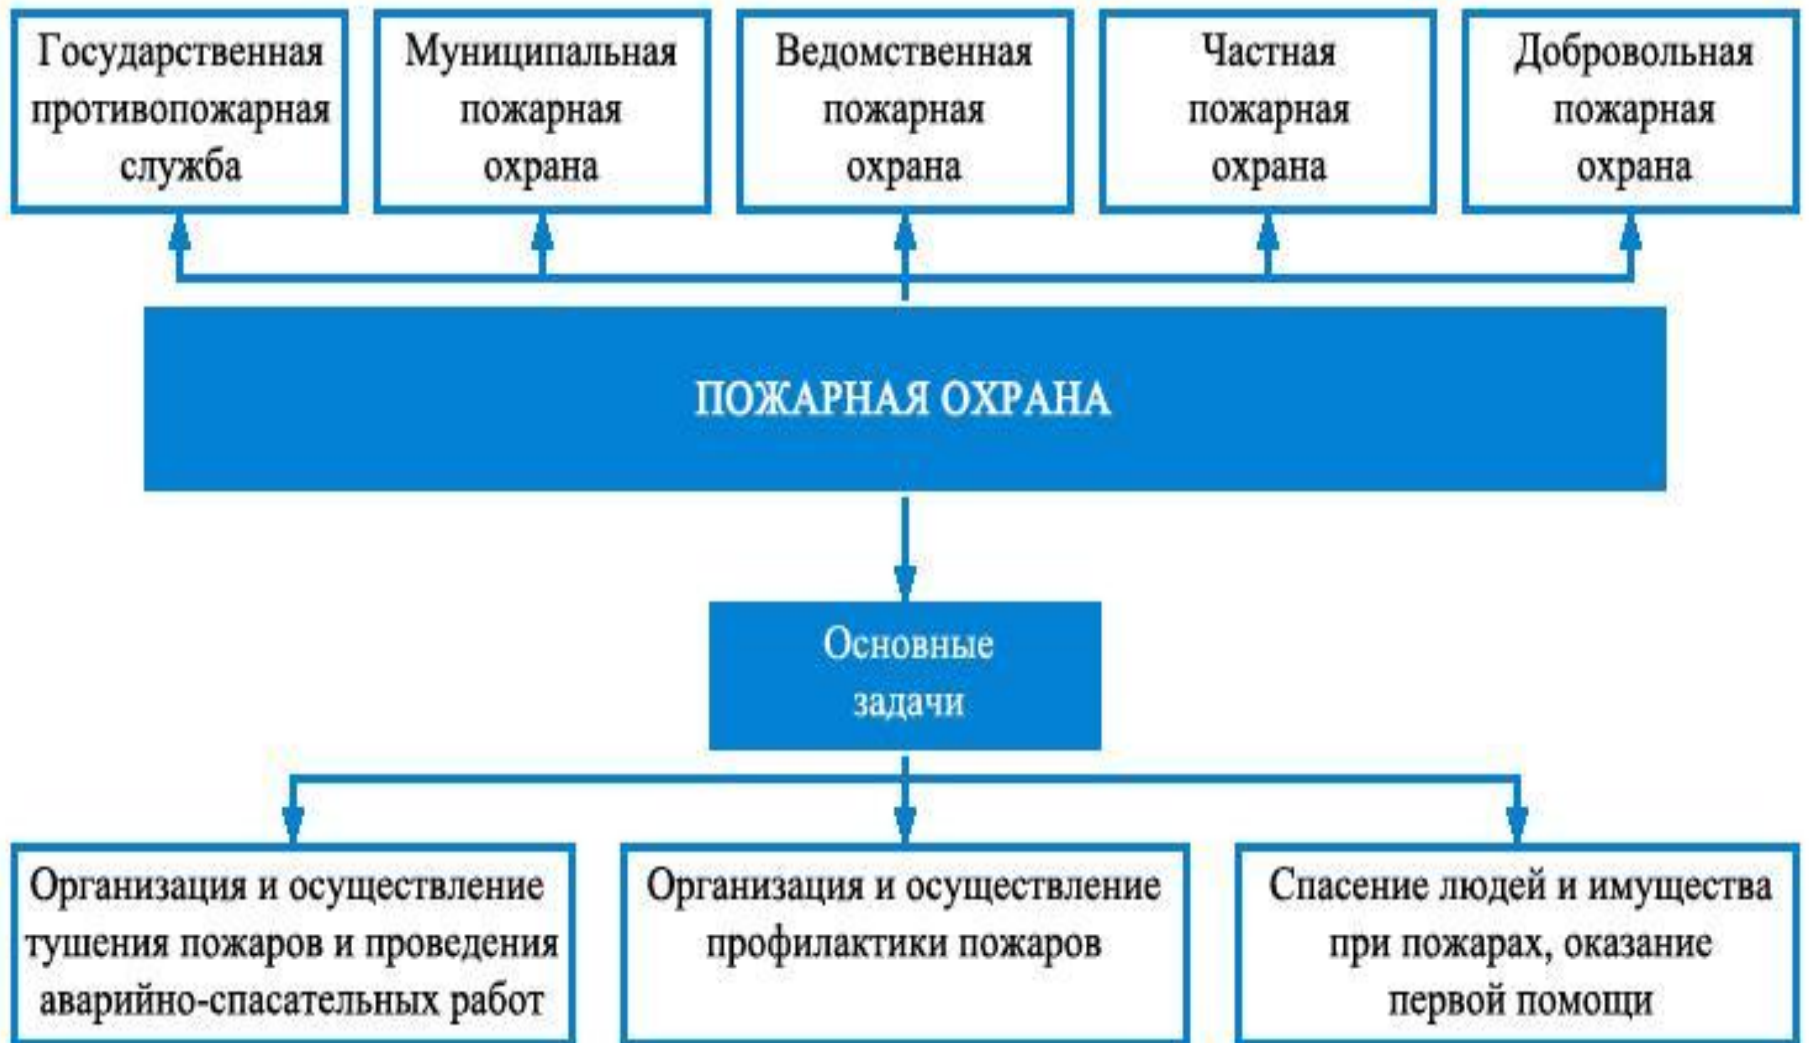 Государственная
противопожарная
служба
Муниципальная
пожарная
охрана
Ведомственная
пожарная
охрана
Частная
пожарная
охрана
Добровольная
пожарная
охрана
ПОЖАРНАЯ ОХРАНА
Основные
задачи
Организация и осуществление
тушения пожаров и проведения
аварийно-спасательных работ
Организация и осуществление
профилактики пожаров
Спасение людей и имущества
при пожарах, оказание
первой помощи